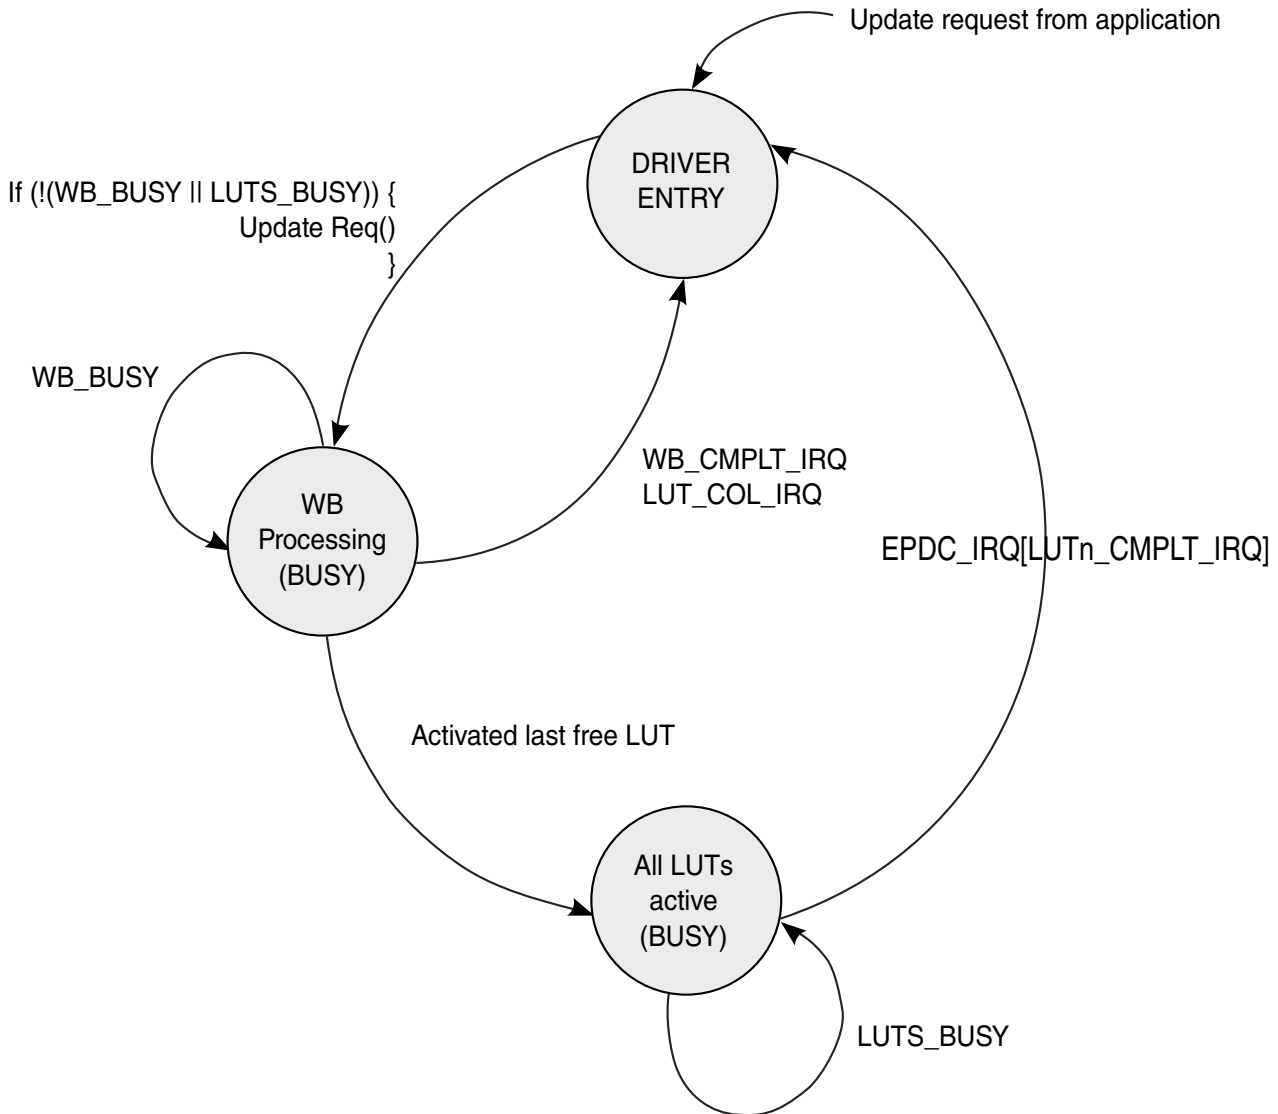 Update request from application
DRIVER
ENTRY
If (!(WB_BUSY || LUTS_BUSY)) {
Update Req()
}
WB_BUSY
WB_CMPLT_IRQ
LUT_COL_IRQ
WB
Processing
(BUSY)
EPDC_IRQ[LUTn_CMPLT_IRQ]
Activated last free LUT
All LUTs
active
(BUSY)
LUTS_BUSY